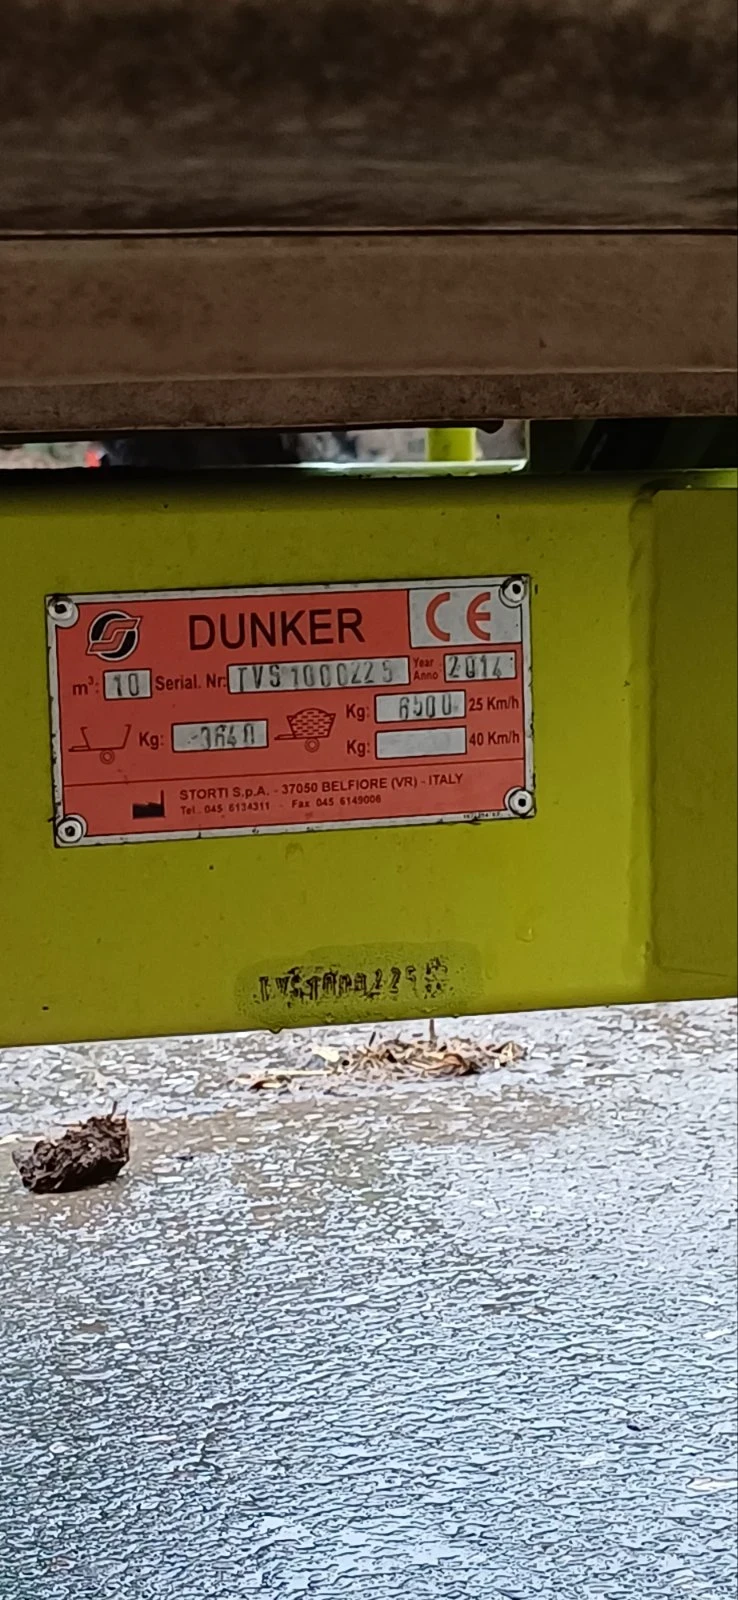 DUNKER CE
m³: 10 Serial. Nr: TVS1000225 Year Anno 2014
Kg: 3640 Kg: 6500 25 Km/h
Kg: 40 Km/h
STORTI S.p.A. - 37050 BELFIORE (VR) - ITALY
Tel. 045 6134311 - Fax 045 6149006
TVS1000225